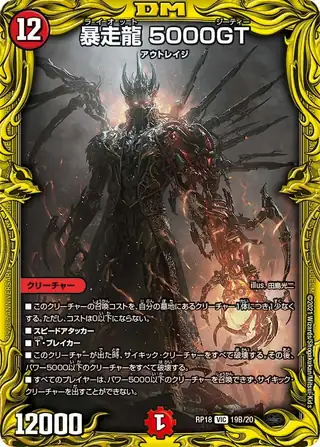 DM
12
ライオット ジーティー
暴走龍 5000GT
アウトレイジ
illus. 田島光二
クリーチャー
■このクリーチャーの召喚コストを、自分の墓地にあるクリーチャー1体につき1少なく
する。ただし、コストは0以下にならない。
■スピードアタッカー
■T・ブレイカー
■このクリーチャーが出た時、サイキック・クリーチャーすべてを破壊する。その後、
パワー5000以下のクリーチャーをすべて破壊する。
■すべてのプレイヤーは、パワー5000以下のクリーチャーを召喚できず、サイキック・
クリーチャーを出すことができない。
12000
RP18 VIC 19B/20
©2021 Wizards/Shogakukan/Mitsui-Kids